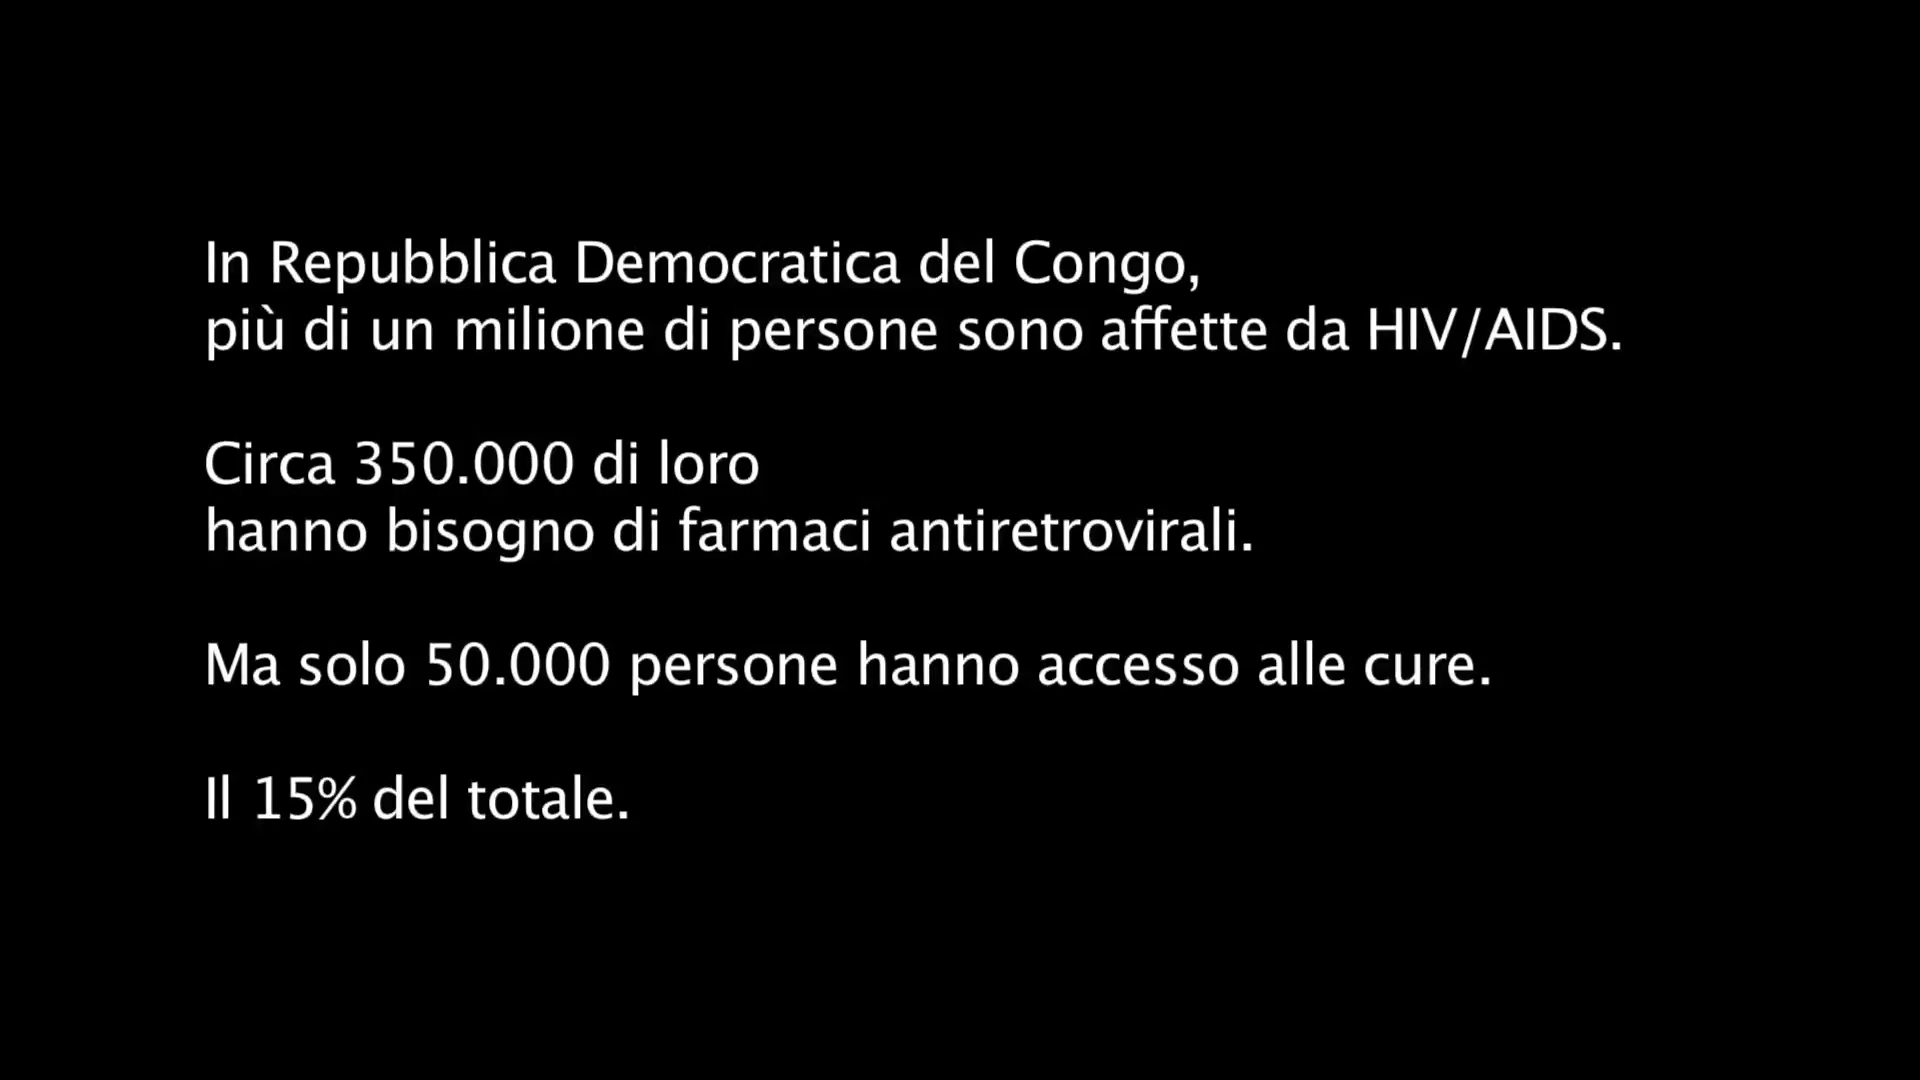 In Repubblica Democratica del Congo,
più di un milione di persone sono affette da HIV/AIDS.
Circa 350.000 di loro
hanno bisogno di farmaci antiretrovirali.
Ma solo 50.000 persone hanno accesso alle cure.
Il 15% del totale.